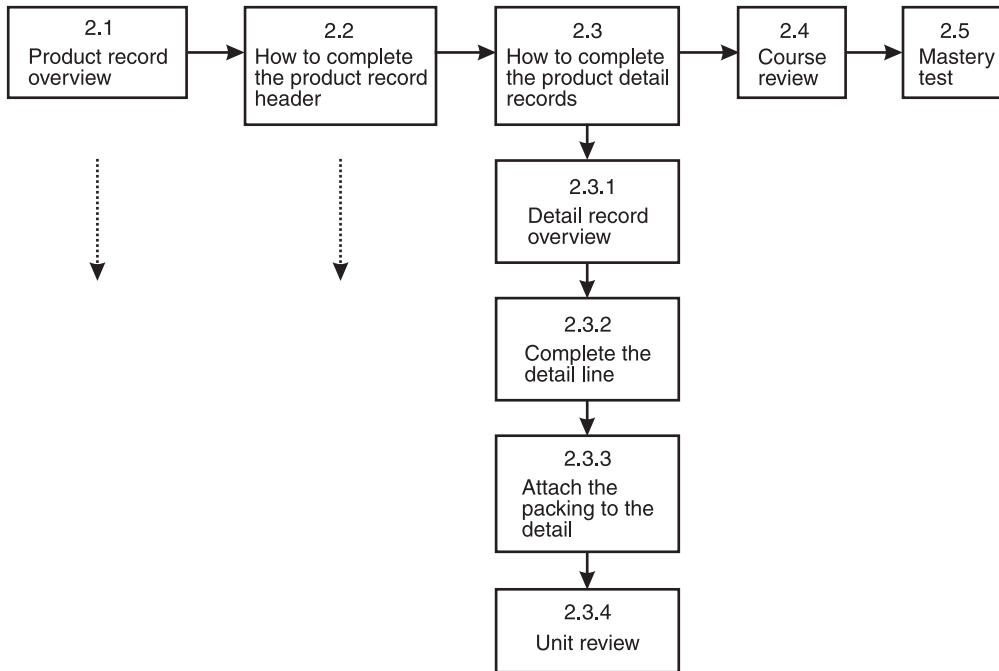 2.1
Product record
overview
2.2
How to complete
the product record
header
2.3
How to complete
the product detail
records
2.4
Course
review
2.5
Mastery
test
2.3.1
Detail record
overview
2.3.2
Complete the
detail line
2.3.3
Attach the
packing to the
detail
2.3.4
Unit review